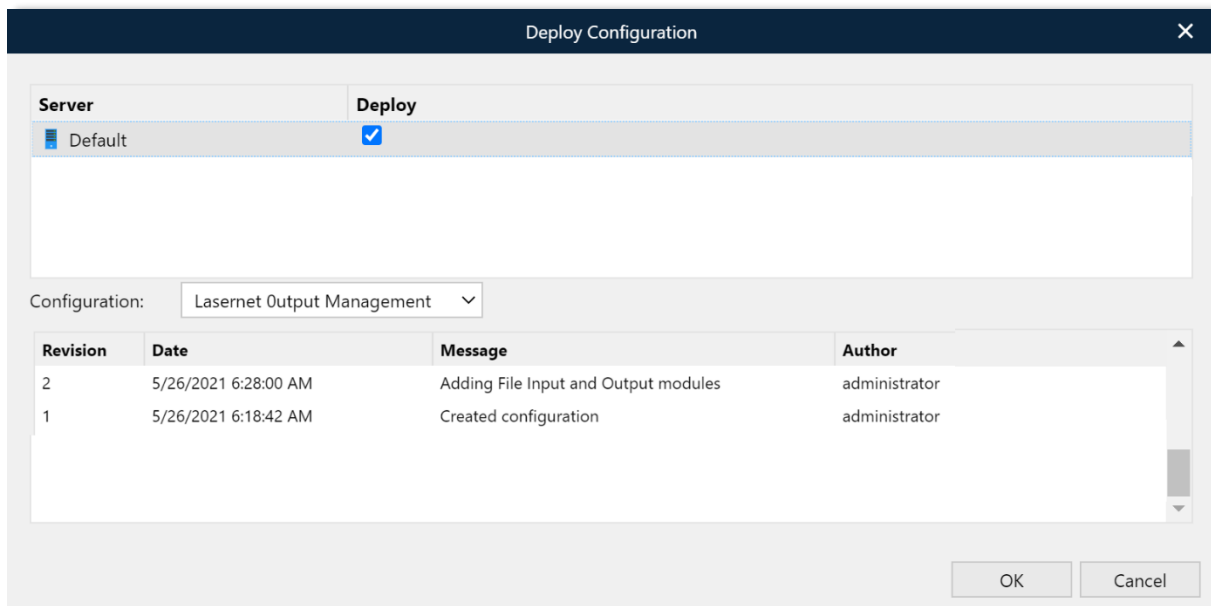 Deploy Configuration
Server Deploy
Default
Configuration: Lasernet 0utput Management
Revision Date Message Author
2 5/26/2021 6:28:00 AM Adding File Input and Output modules administrator
1 5/26/2021 6:18:42 AM Created configuration administrator
OK Cancel